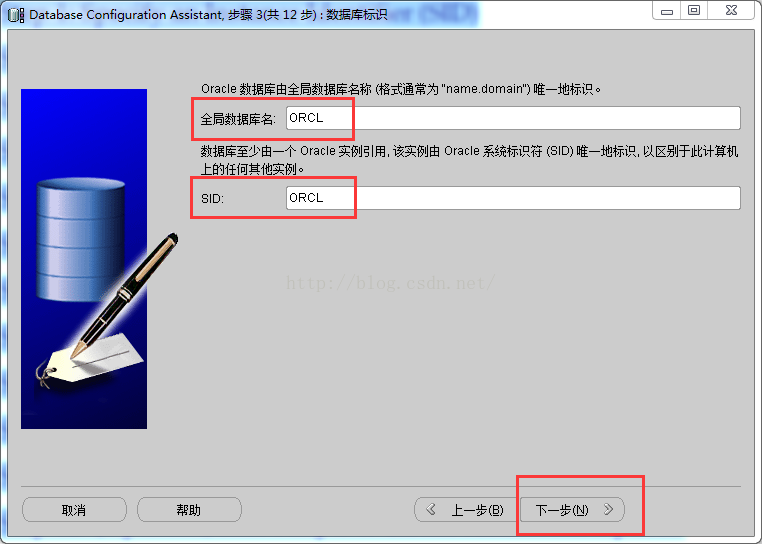 Database Configuration Assistant, 步骤 3(共 12 步) : 数据库标识
Oracle 数据库由全局数据库名称 (格式通常为 "name.domain") 唯一地标识。
全局数据库名: ORCL
数据库至少由一个 Oracle 实例引用, 该实例由 Oracle 系统标识符 (SID) 唯一地标识, 以区别于此计算机
上的任何其他实例。
SID: ORCL
http://blog.csdn.net/
取消 帮助 上一步(B) 下一步(N)